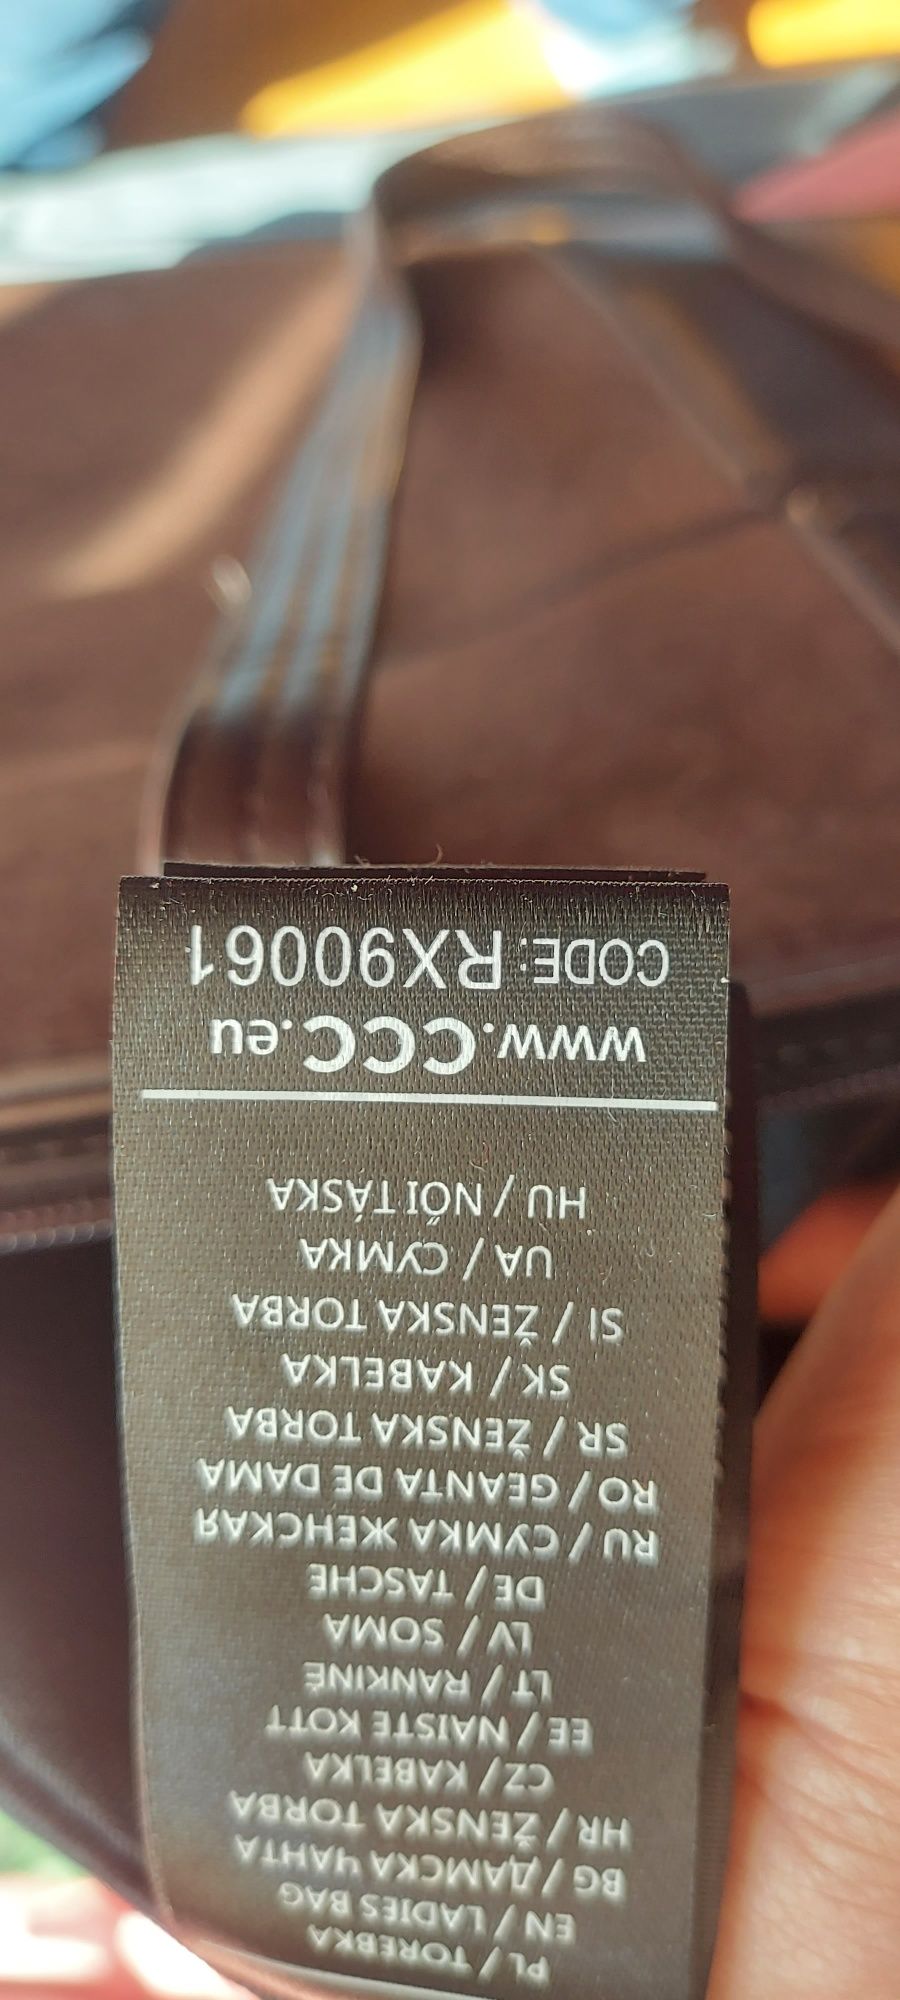 PL / TOREBKA
EN / LADIES BAG
BG / ДАМСКА ЧАНТА
HR / ŽENSKA TORBA
CZ / KABELKA
EE / NAISTE KOTT
LT / RANKINĖ
LV / SOMA
DE / TASCHE
RU / СУМКА ЖЕНСКАЯ
RO / GEANTA DE DAMA
SR / ŽENSKA TORBA
SK / KABELKA
SI / ŽENSKA TORBA
UA / СУМКА
HU / NŐI TÁSKA
www.CCC.eu
CODE: RX90061